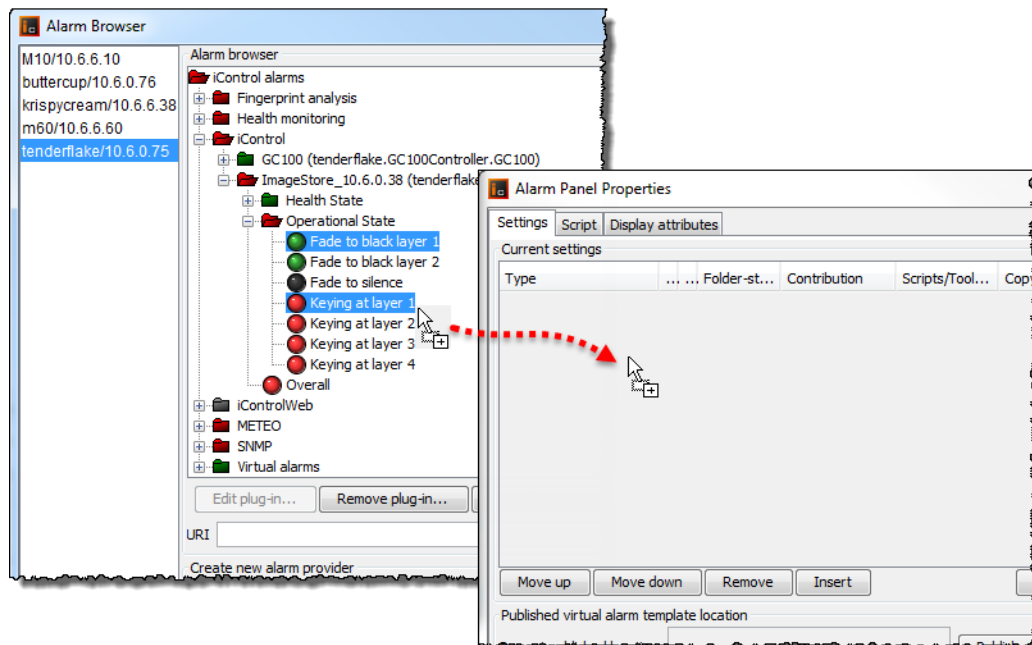 Alarm Browser
M10/10.6.6.10
buttercup/10.6.0.76
krispycream/10.6.6.38
m60/10.6.6.60
tenderflake/10.6.0.75
Alarm browser
iControl alarms
Fingerprint analysis
Health monitoring
iControl
GC100 (tenderflake.GC100Controller.GC100)
ImageStore_10.6.0.38 (tenderflake
Health State
Operational State
Fade to black layer 1
Fade to black layer 2
Fade to silence
Keying at layer 1
Keying at layer 2
Keying at layer 3
Keying at layer 4
Overall
iControlWeb
METEO
SNMP
Virtual alarms
Edit plug-in... Remove plug-in...
URI
Create new alarm provider
Alarm Panel Properties
Settings Script Display attributes
Current settings
Type ... ... Folder-st... Contribution Scripts/Tool... Copy
Move up Move down Remove Insert
Published virtual alarm template location